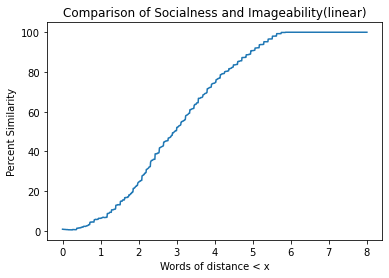 Comparison of Socialness and Imageability(linear)
100
80
60
40
20
0
Percent Similarity
0 1 2 3 4 5 6 7 8
Words of distance < x